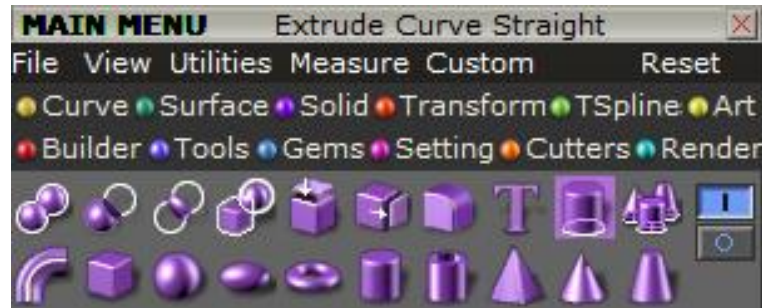 MAIN MENU Extrude Curve Straight
File View Utilities Measure Custom Reset
Curve Surface Solid Transform TSpline Art
Builder Tools Gems Setting Cutters Render
T